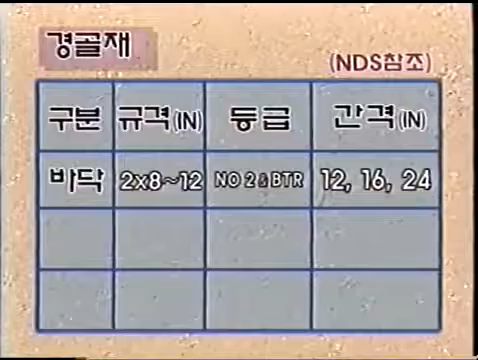 경골재
(NDS참조)
구분 규격(IN) 등급 간격(IN)
바닥 2x8~12 NO 2 & BTR 12, 16, 24